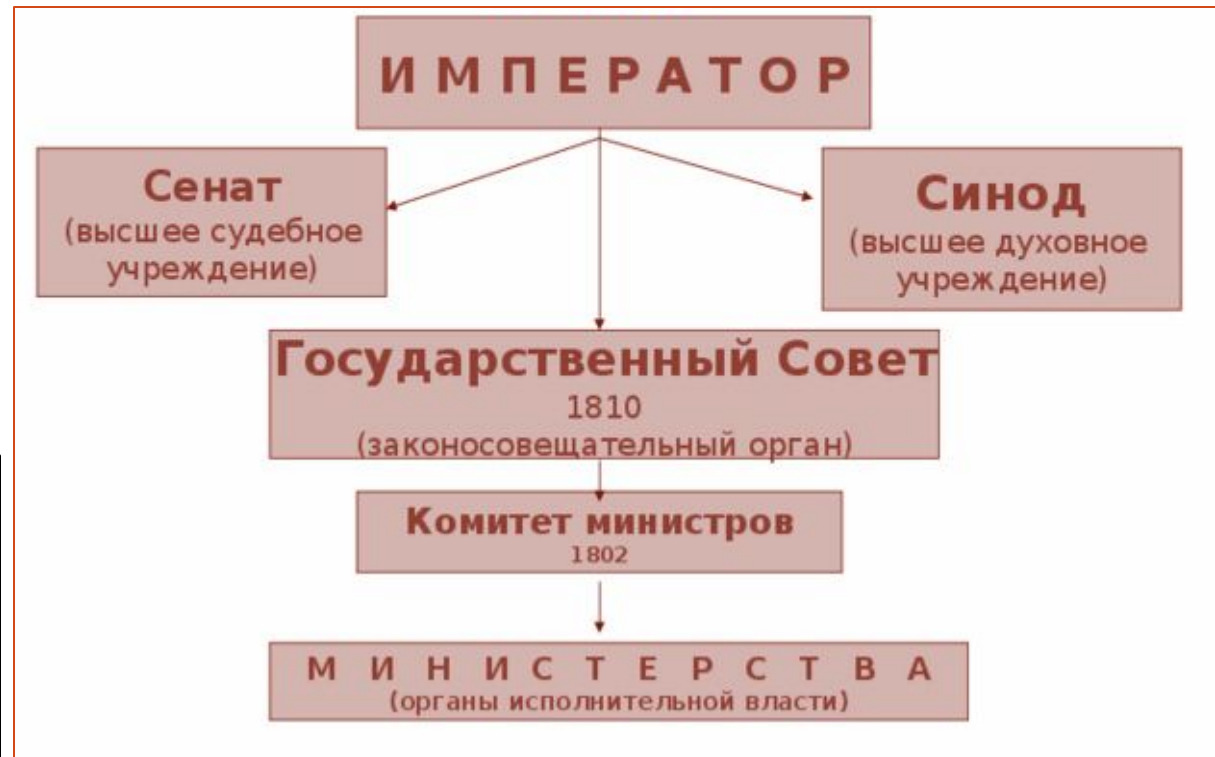 И М П Е Р А Т О Р
Сенат
(высшее судебное
учреждение)
Синод
(высшее духовное
учреждение)
Государственный Совет
1810
(законосовещательный орган)
Комитет министров
1802
М И Н И С Т Е Р С Т В А
(органы исполнительной власти)